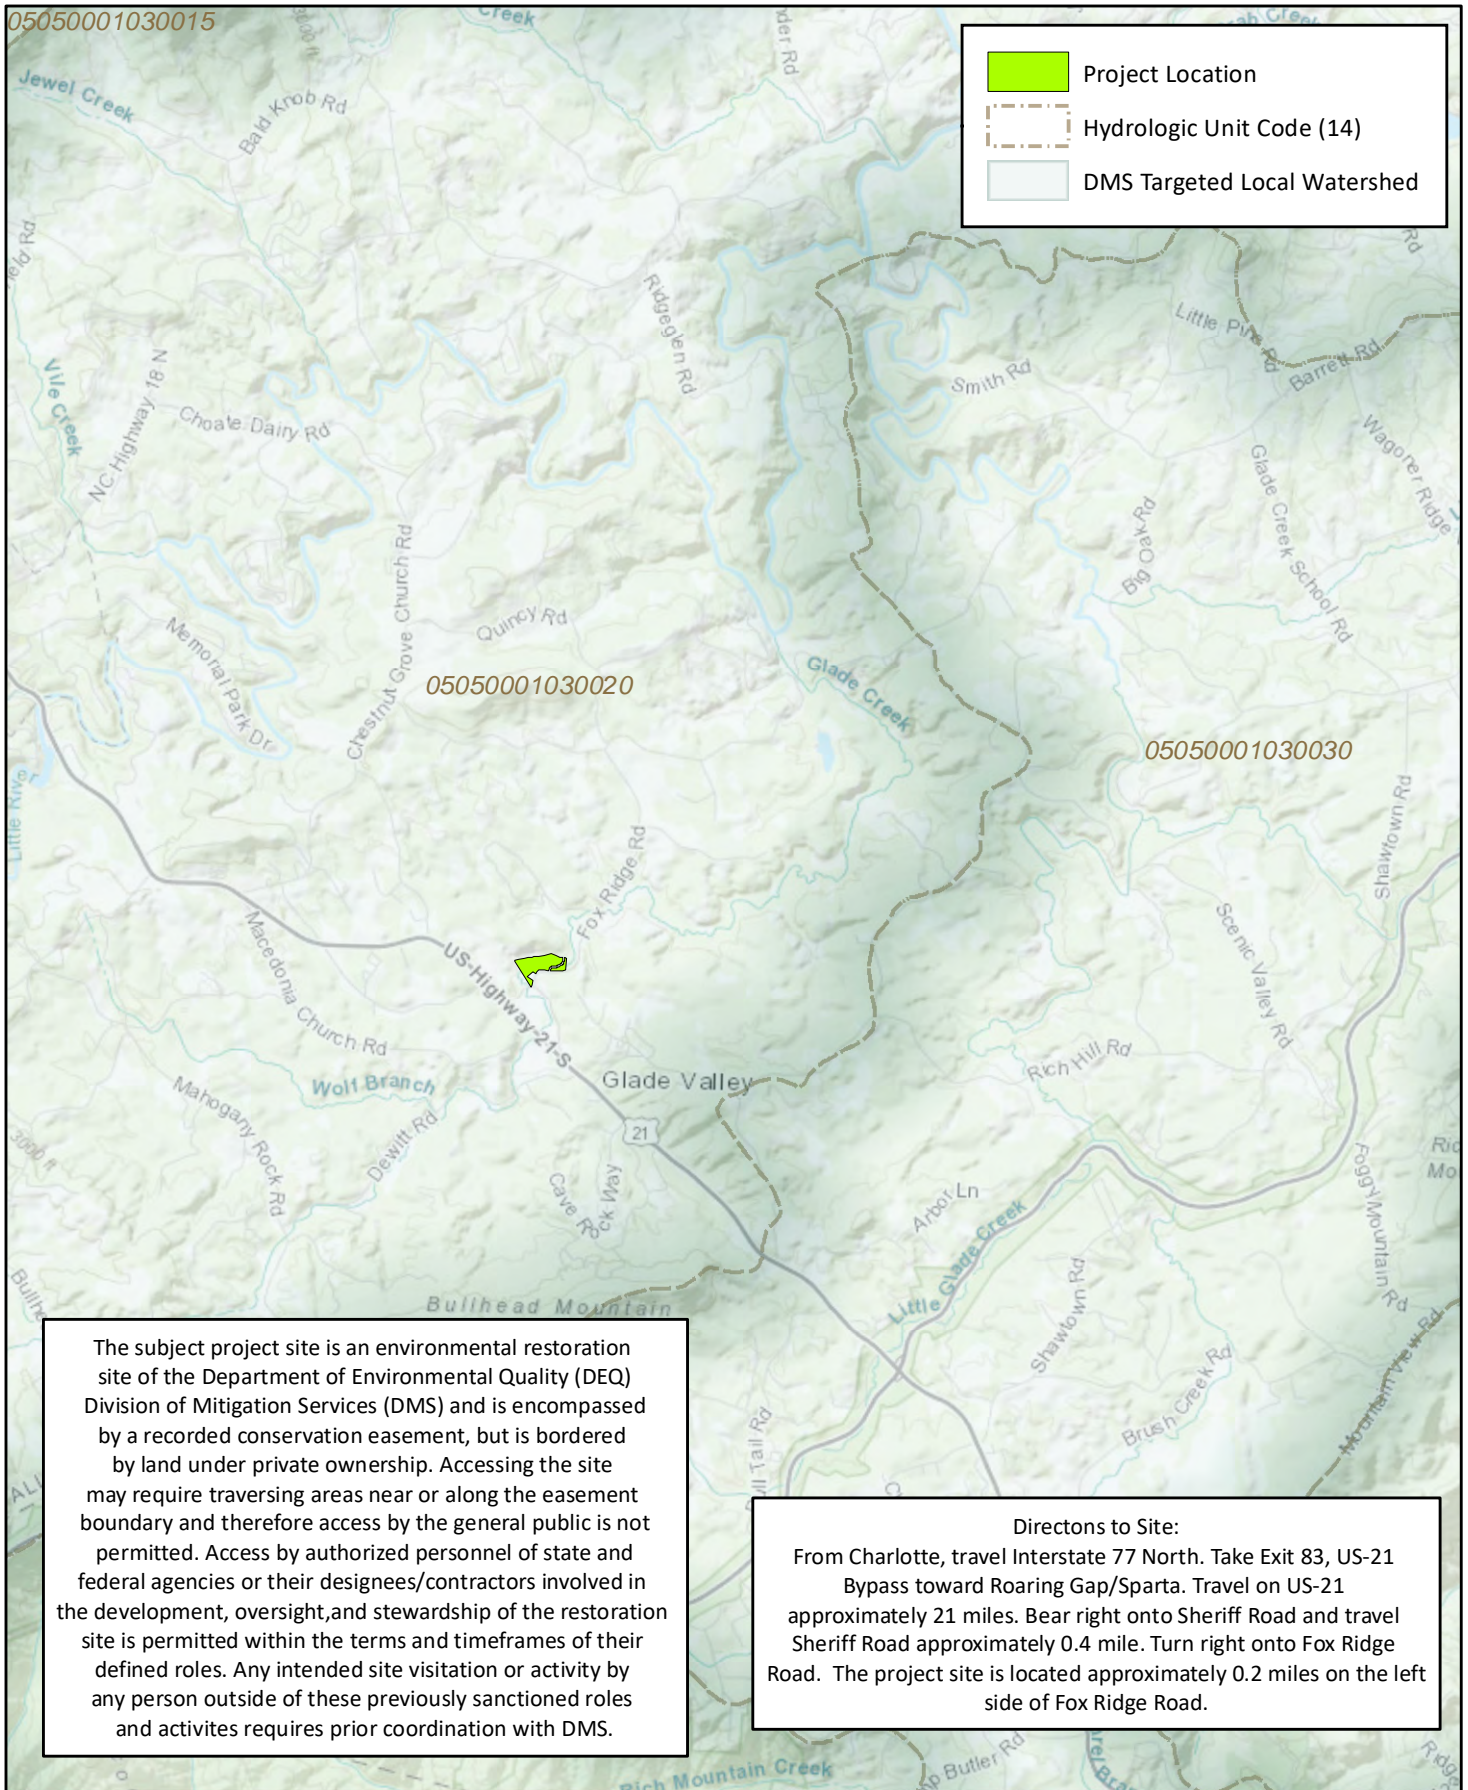 05050001030015
Creek
Jewel Creek
Bald Knob Rd
3000 ft
Project Location
Hydrologic Unit Code (14)
DMS Targeted Local Watershed
Rd
Ridgeglen Rd
Little Pine Rd
Barrett Rd
Smith Rd
Vile Creek
NC Highway 18 N
Choate Dairy Rd
Wagoner Ridge
Glade Creek School Rd
Big Oak Rd
Chestnut Grove Church Rd
Quincy Rd
Memorial Park Dr
05050001030020
Glade Creek
05050001030030
Little River
Shawtown Rd
Fox Ridge Rd
Macedonia Church Rd
US-Highway-21-S
Scenic Valley Rd
Rich Hill Rd
Wolf Branch
Glade Valley
Mahogany Rock Rd
Dewitt Rd
21
3000 ft
Cave Rock Way
Arbor Ln
Little Glade Creek
Foggy Mountain Rd
Shawtown Rd
Bullhead Mountain
Mountain View Rd
Brush Creek Rd
The subject project site is an environmental restoration
site of the Department of Environmental Quality (DEQ)
Division of Mitigation Services (DMS) and is encompassed
by a recorded conservation easement, but is bordered
by land under private ownership. Accessing the site
may require traversing areas near or along the easement
boundary and therefore access by the general public is not
permitted. Access by authorized personnel of state and
federal agencies or their designees/contractors involved in
the development, oversight,and stewardship of the restoration
site is permitted within the terms and timeframes of their
defined roles. Any intended site visitation or activity by
any person outside of these previously sanctioned roles
and activites requires prior coordination with DMS.
Directons to Site:
From Charlotte, travel Interstate 77 North. Take Exit 83, US-21
Bypass toward Roaring Gap/Sparta. Travel on US-21
approximately 21 miles. Bear right onto Sheriff Road and travel
Sheriff Road approximately 0.4 mile. Turn right onto Fox Ridge
Road. The project site is located approximately 0.2 miles on the left
side of Fox Ridge Road.
Rich Mountain Creek
Butler Rd